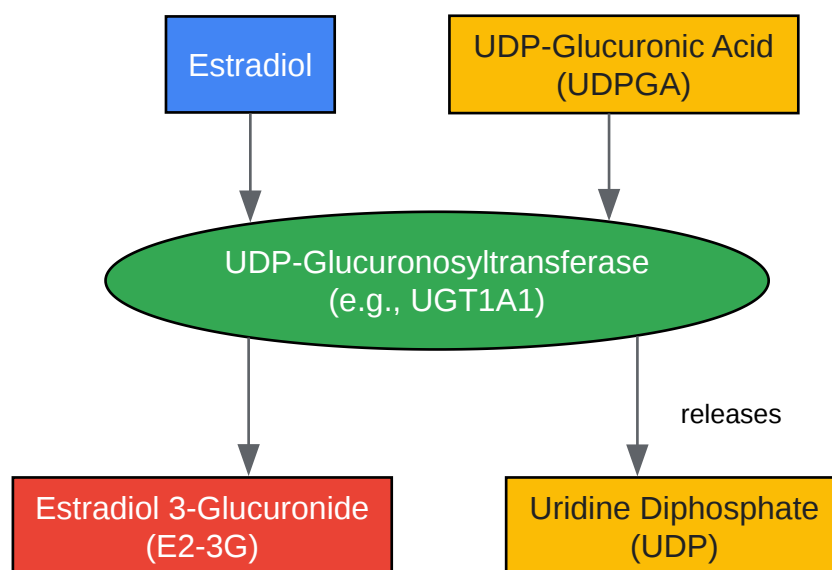 Estradiol
UDP-Glucuronic Acid
(UDPGA)
UDP-Glucuronosyltransferase
(e.g., UGT1A1)
releases
Estradiol 3-Glucuronide
(E2-3G)
Uridine Diphosphate
(UDP)